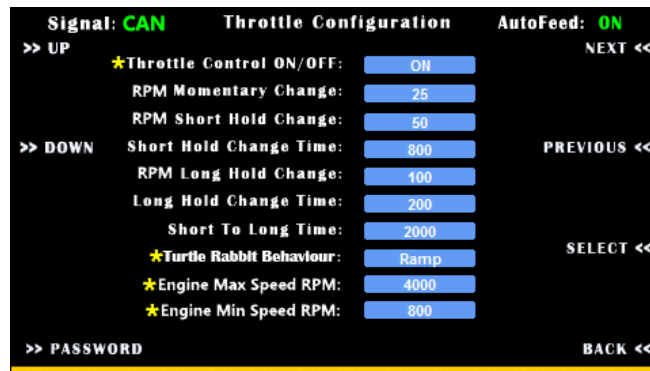 Signal: CAN Throttle Configuration AutoFeed: ON
>> UP NEXT <<
*Throttle Control ON/OFF: ON
RPM Momentary Change: 25
RPM Short Hold Change: 50
>> DOWN Short Hold Change Time: 800 PREVIOUS <<
RPM Long Hold Change: 100
Long Hold Change Time: 200
Short To Long Time: 2000
*Turtle Rabbit Behaviour: Ramp SELECT <<
*Engine Max Speed RPM: 4000
*Engine Min Speed RPM: 800
>> PASSWORD BACK <<